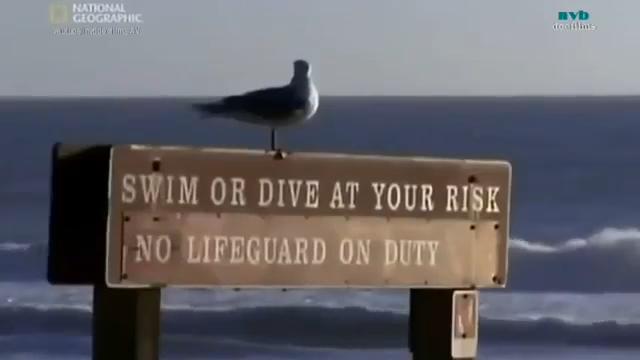 NATIONAL
GEOGRAPHIC
nvb
SWIM OR DIVE AT YOUR RISK
NO LIFEGUARD ON DUTY